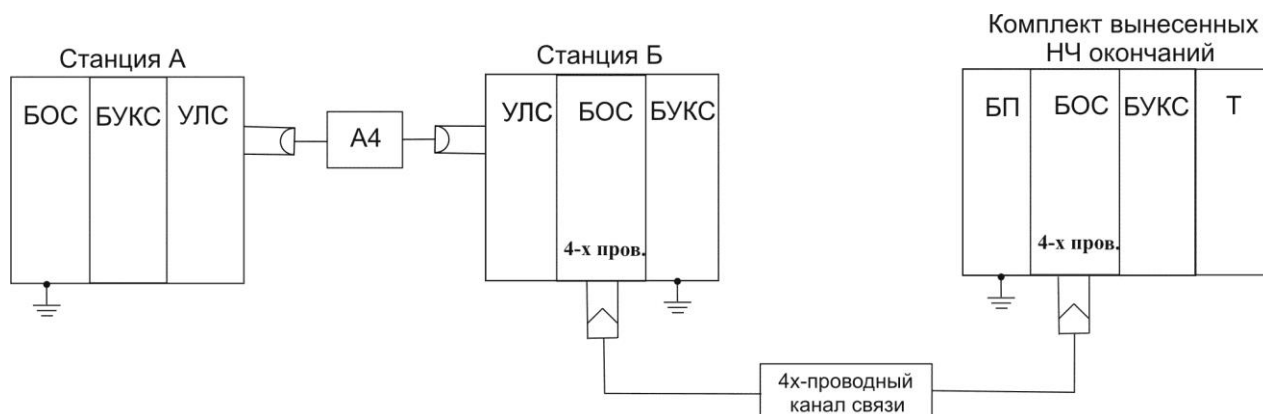 Станция А
БОС
БУКС
УЛС
А4
Станция Б
УЛС
БОС
БУКС
4-х пров.
Комплект вынесенных
НЧ окончаний
БП
БОС
БУКС
Т
4-х пров.
4х-проводный
канал связи